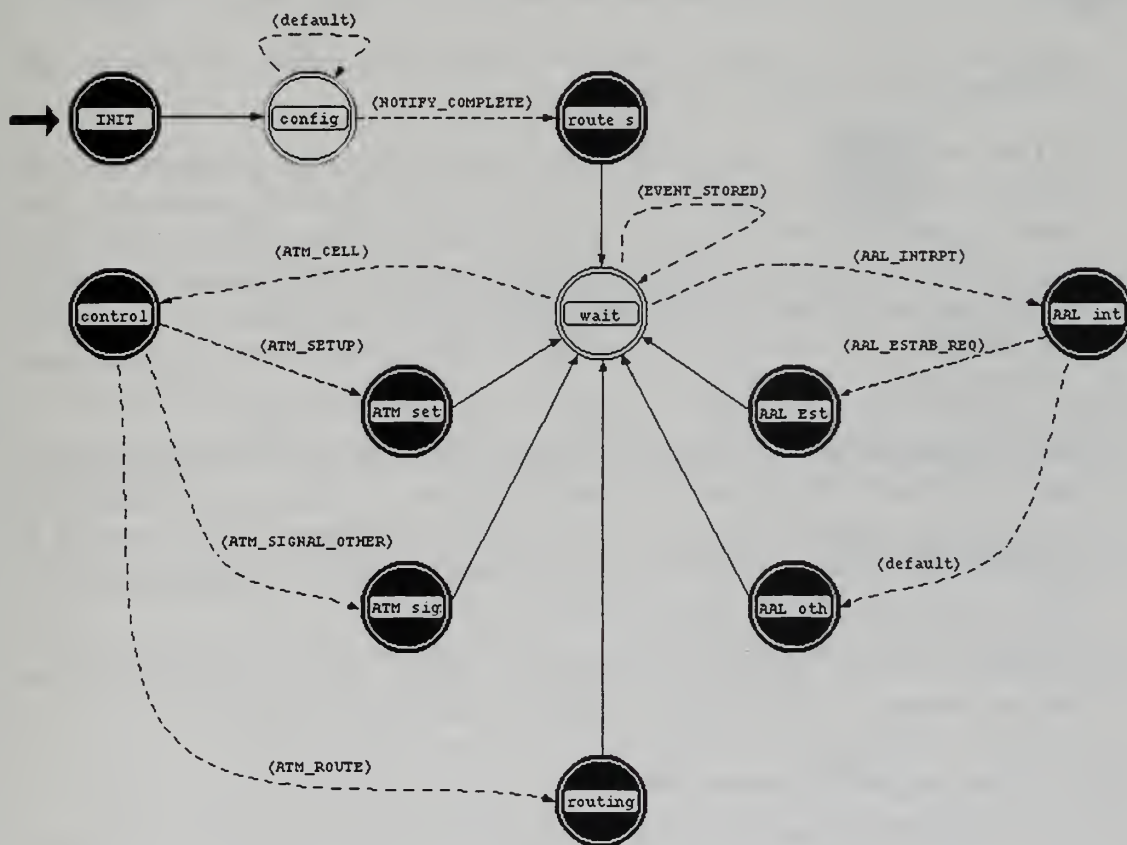 (default)
(NOTIFY_COMPLETE)
INIT
config
route s
(EVENT_STORED)
(ATM_CELL)
(AAL_INTRPT)
control
wait
AAL int
(ATM_SETUP)
(AAL_ESTAB_REQ)
ATM set
AAL Est
(ATM_SIGNAL_OTHER)
(default)
ATM sig
AAL oth
(ATM_ROUTE)
routing